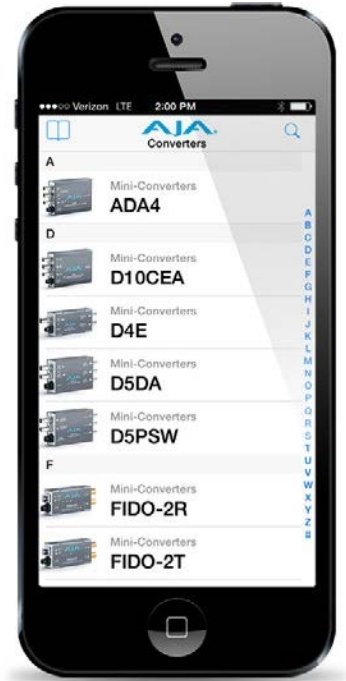 Verizon LTE 2:00 PM
AJA
Converters
A
Mini-Converters
ADA4
D
Mini-Converters
D10CEA
Mini-Converters
D4E
Mini-Converters
D5DA
Mini-Converters
D5PSW
F
Mini-Converters
FIDO-2R
Mini-Converters
FIDO-2T
A
B
C
D
E
F
G
H
I
J
K
L
M
N
O
P
Q
R
S
T
U
V
W
X
Y
Z
#